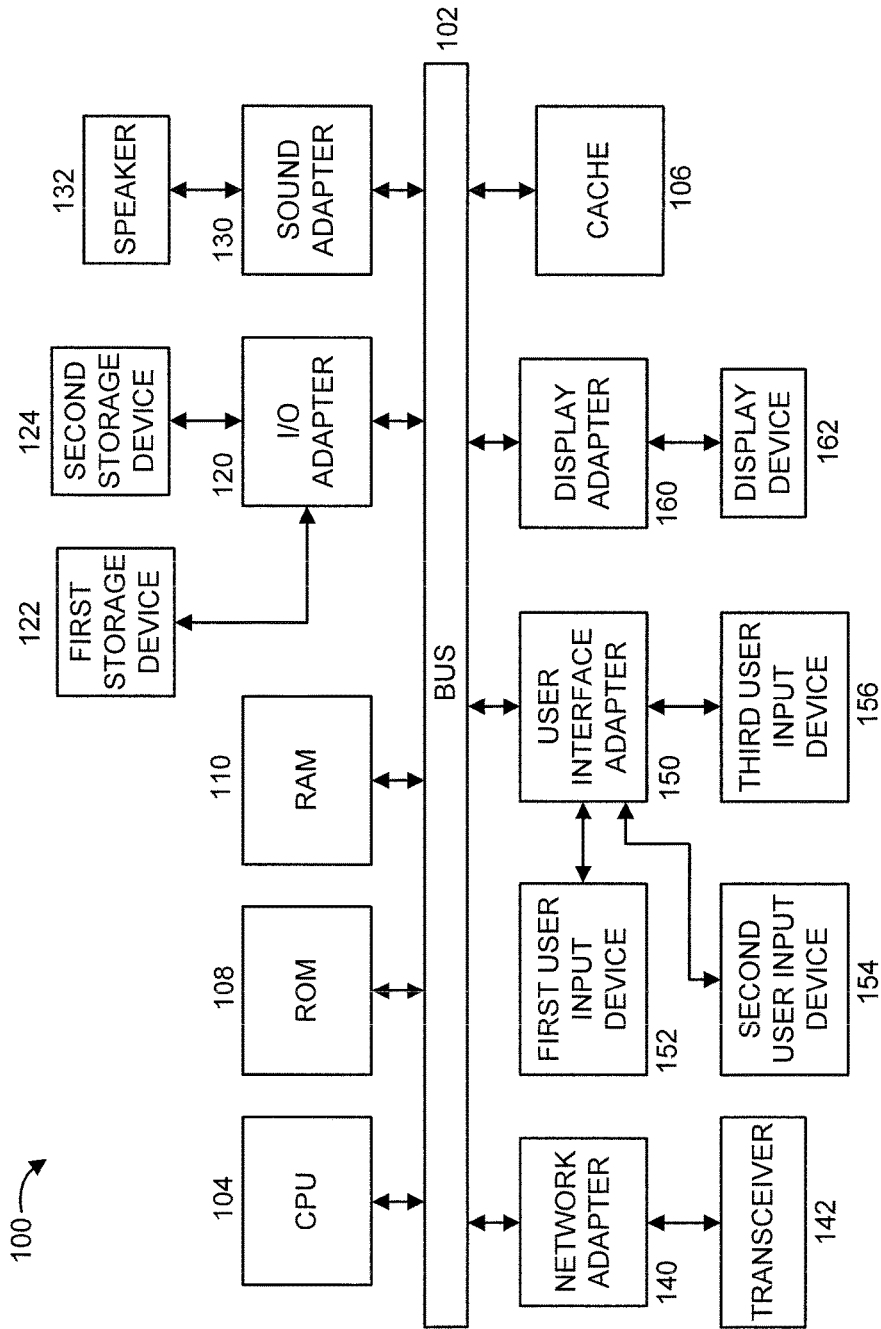 100
104
CPU
108
ROM
110
RAM
122
FIRST
STORAGE
DEVICE
124
SECOND
STORAGE
DEVICE
120
I/O
ADAPTER
132
SPEAKER
130
SOUND
ADAPTER
BUS
102
NETWORK
ADAPTER
140
TRANSCEIVER
142
FIRST USER
INPUT
DEVICE
152
SECOND
USER INPUT
DEVICE
154
USER
INTERFACE
ADAPTER
150
THIRD USER
INPUT
DEVICE
156
DISPLAY
ADAPTER
160
DISPLAY
DEVICE
162
CACHE
106